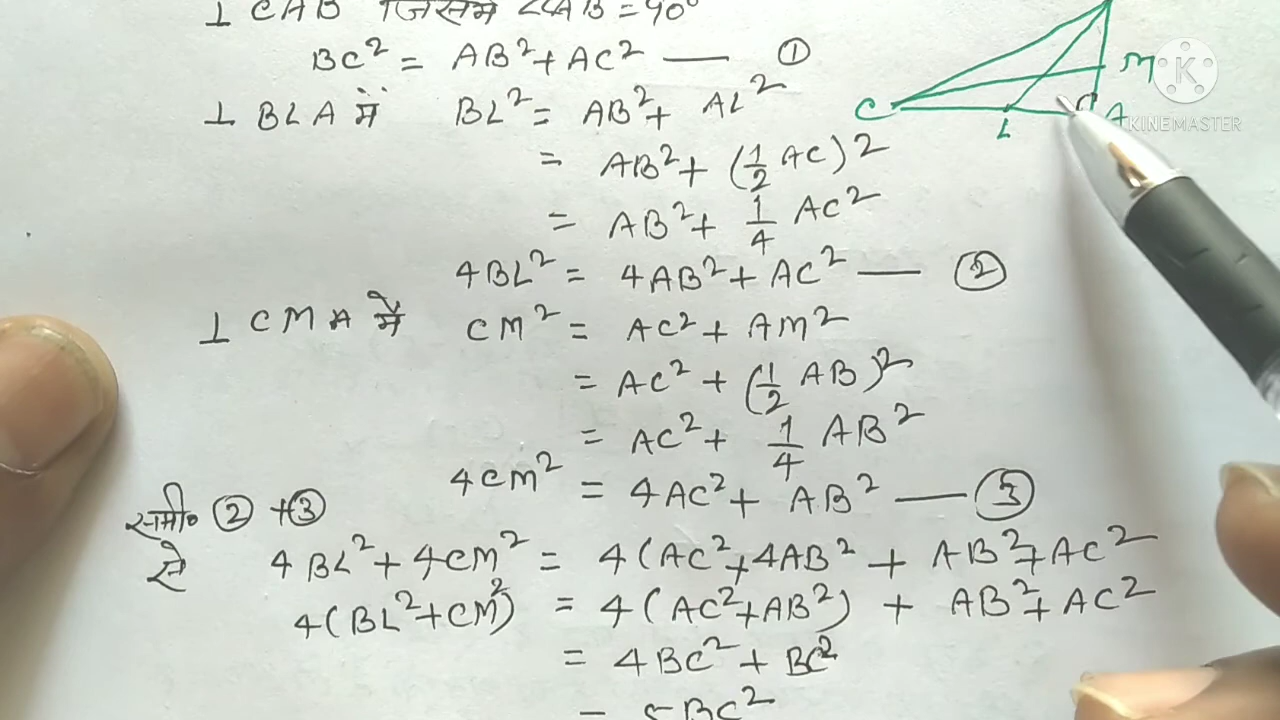 ⊥ CAB जिसमें ∠CAB = 90°
BC² = AB² + AC² — ①
⊥ BLA में BL² = AB² + AL²
= AB² + (1/2 AC)²
= AB² + 1/4 AC²
4BL² = 4AB² + AC² — ②
⊥ CMA में CM² = AC² + AM²
= AC² + (1/2 AB)²
= AC² + 1/4 AB²
4CM² = 4AC² + AB² — ③
समी० ② + ③
से 4BL² + 4CM² = 4(AC² + 4AB² + AB² + AC²
4(BL² + CM²) = 4(AC² + AB²) + AB² + AC²
= 4BC² + BC²
= 5BC²
C L A M
K
KINEMASTER